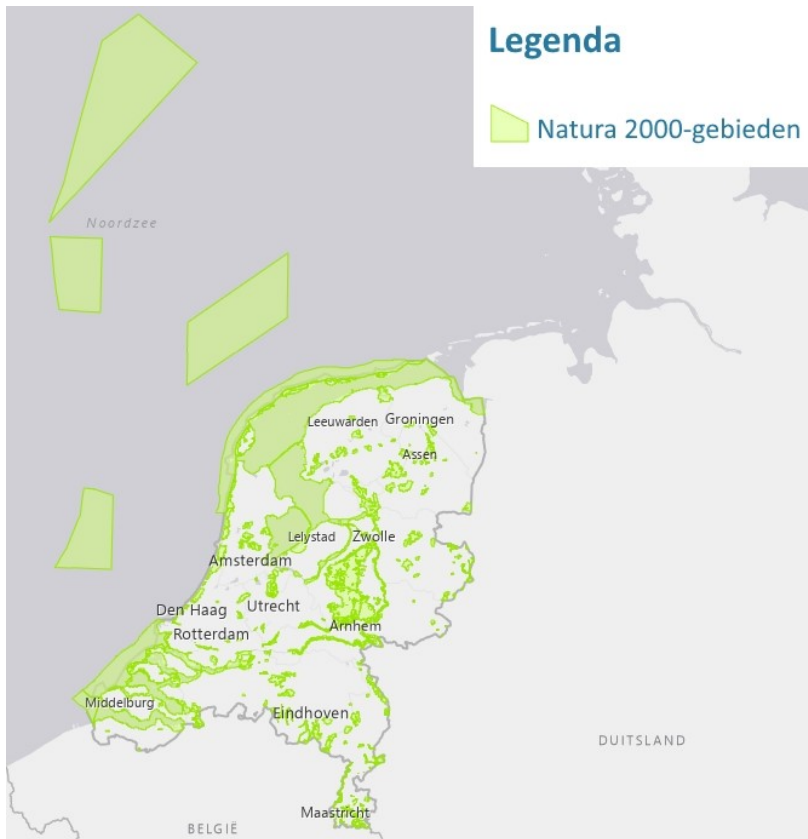 Legenda
Natura 2000-gebieden
Noordzee
Leeuwarden
Groningen
Assen
Lelystad
Zwolle
Amsterdam
Den Haag
Utrecht
Rotterdam
Arnhem
Middelburg
Eindhoven
DUITSLAND
Maastricht
BELGIË